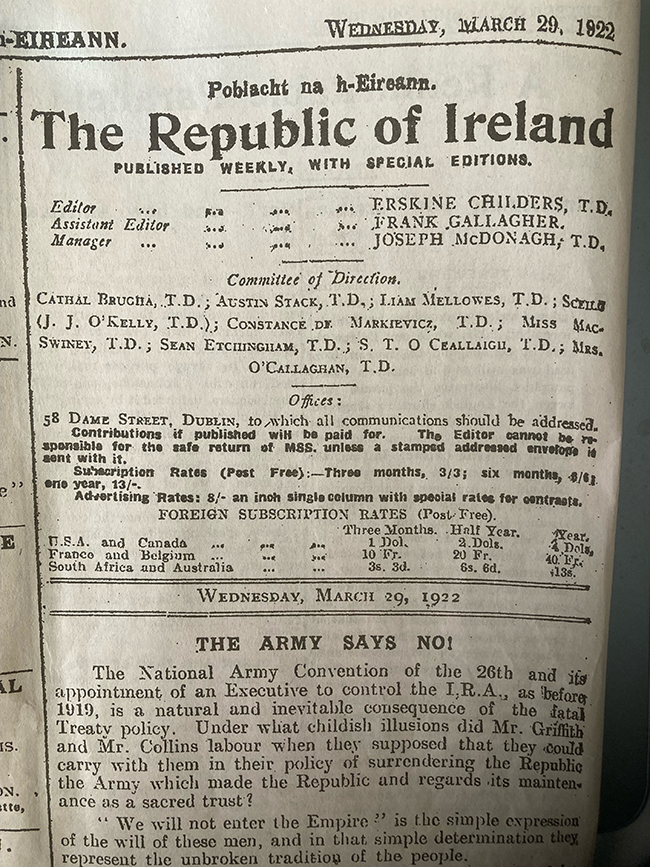 h-EIREANN.
WEDNESDAY, MARCH 29, 1922
Poblacht na h-Eireann.
The Republic of Ireland
PUBLISHED WEEKLY, WITH SPECIAL EDITIONS.
Editor ... ... ... ... ERSKINE CHILDERS, T.D.
Assistant Editor ... ... ... FRANK GALLAGHER.
Manager ... ... ... ... JOSEPH McDONAGH, T.D.
Committee of Direction.
CATHAL BRUGHA, T.D.; AUSTIN STACK, T.D.; LIAM MELLOWES, T.D.; SCEILG
(J. J. O'KELLY, T.D.); CONSTANCE DE MARKIEVICZ, T.D.; MISS MAC-
SWINEY, T.D.; SEAN ETCHINGHAM, T.D.; S. T. O CEALLAIGH, T.D.; MRS.
O'CALLAGHAN, T.D.
Offices:
58 DAME STREET, DUBLIN, to which all communications should be addressed.
Contributions if published will be paid for. The Editor cannot be re-
sponsible for the safe return of MSS. unless a stamped addressed envelope is
sent with it.
Subscription Rates (Post Free):—Three months, 3/3; six months, 6/6;
one year, 13/-.
Advertising Rates: 8/- an inch single column with special rates for contracts.
FOREIGN SUBSCRIPTION RATES (Post Free).
Three Months. Half Year. Year.
U.S.A. and Canada ... ... ... 1 Dol. 2 Dols. 4 Dols.
France and Belgium ... ... ... 10 Fr. 20 Fr. 40 Fr.
South Africa and Australia ... ... 3s. 3d. 6s. 6d. 13s.
WEDNESDAY, MARCH 29, 1922
THE ARMY SAYS NO!
The National Army Convention of the 26th and its
appointment of an Executive to control the I.R.A., as before
1919, is a natural and inevitable consequence of the fatal
Treaty policy. Under what childish illusions did Mr. Griffith
and Mr. Collins labour when they supposed that they could
carry with them in their policy of surrendering the Republic
the Army which made the Republic and regards its mainten-
ance as a sacred trust?
" We will not enter the Empire " is the simple expression
of the will of these men, and in that simple determination they
represent the unbroken tradition of the people.